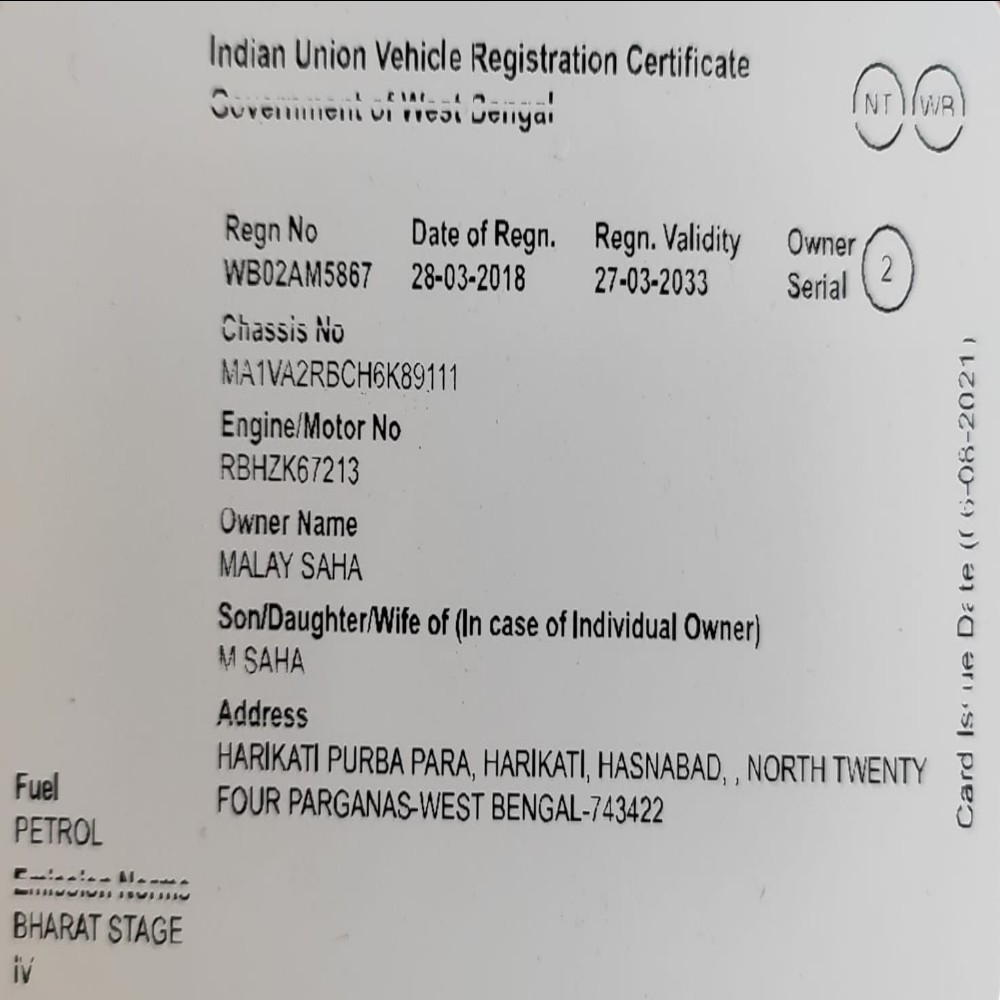 Indian Union Vehicle Registration Certificate
Government of West Bengal
NT WB
Regn No Date of Regn. Regn. Validity Owner Serial 2
WB02AM5867 28-03-2018 27-03-2033
Chassis No
MA1VA2RBCH6K89111
Engine/Motor No
RBHZK67213
Owner Name
MALAY SAHA
Son/Daughter/Wife of (In case of Individual Owner)
M SAHA
Address
HARIKATI PURBA PARA, HARIKATI, HASNABAD, , NORTH TWENTY
FOUR PARGANAS-WEST BENGAL-743422
Fuel
PETROL
Emission Norms
BHARAT STAGE
iv
Card Issue Date